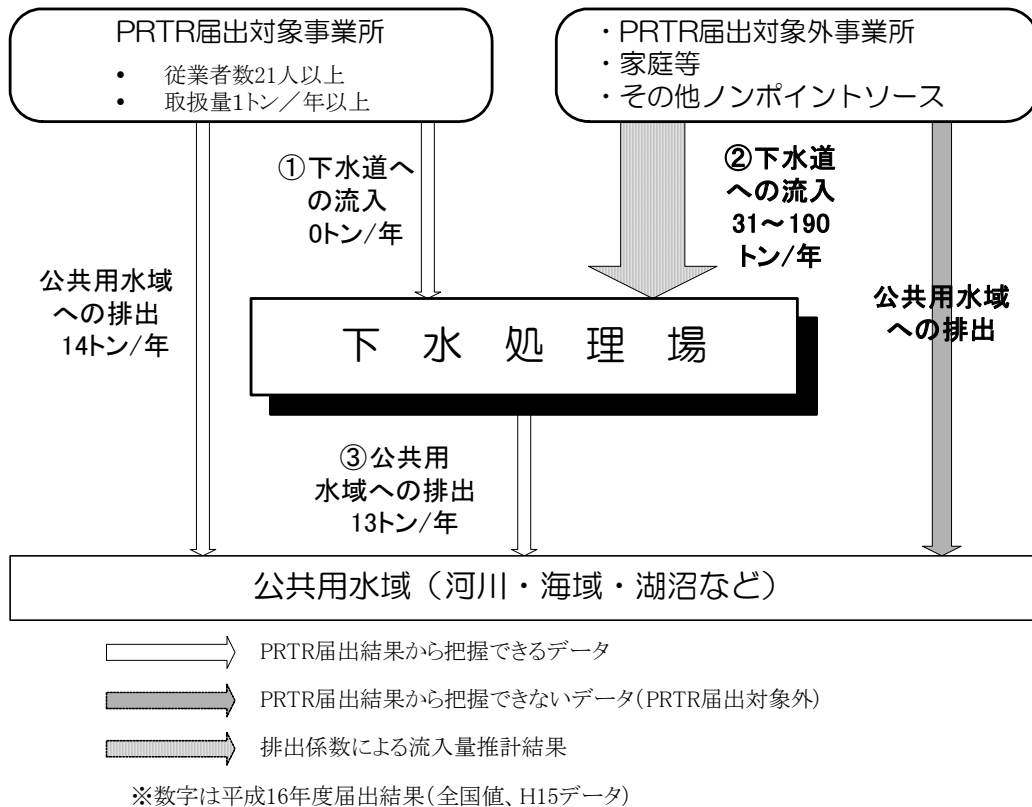 PRTR届出対象事業所
• 従業者数21人以上
• 取扱量1トン／年以上
・PRTR届出対象外事業所
・家庭等
・その他ノンポイントソース
①下水道へ
の流入
0トン/年
②下水道
への流入
31～190
トン/年
公共用水域
への排出
14トン/年
公共用水域
への排出
下水処理場
③公共用
水域への排出
13トン/年
公共用水域（河川・海域・湖沼など）
PRTR届出結果から把握できるデータ
PRTR届出結果から把握できないデータ(PRTR届出対象外)
排出係数による流入量推計結果
※数字は平成16年度届出結果(全国値、H15データ)